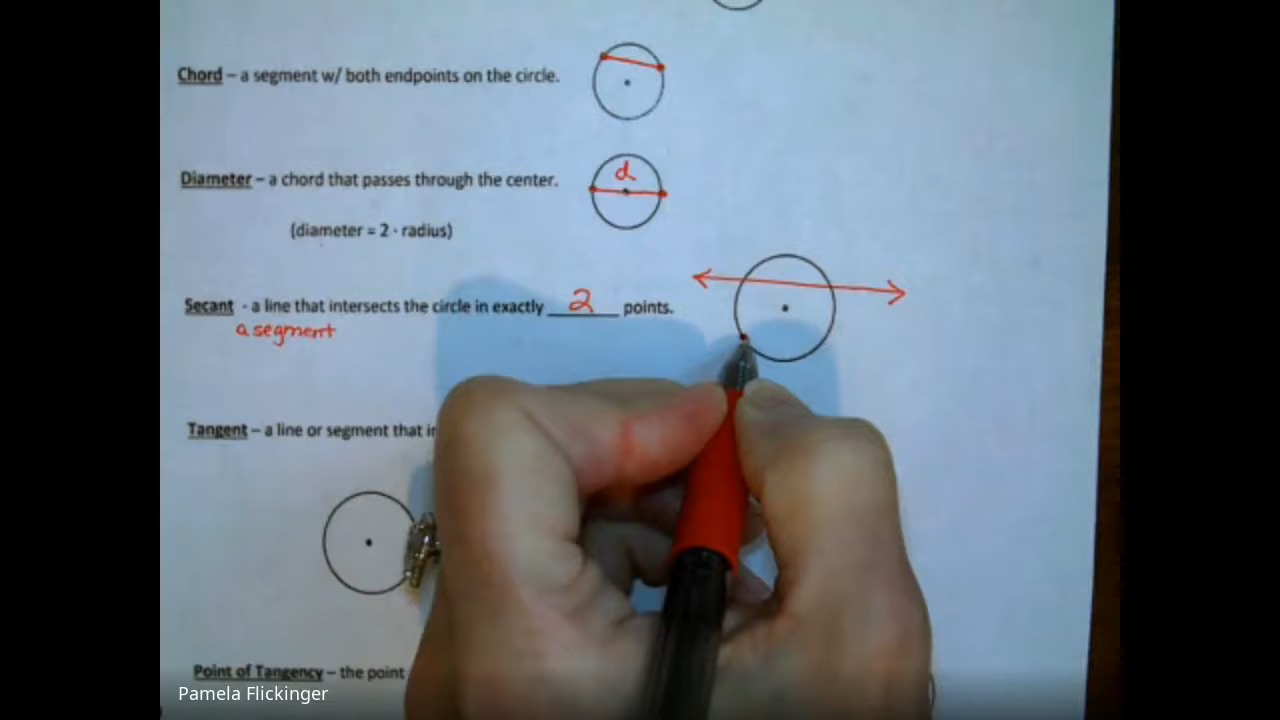 Chord – a segment w/ both endpoints on the circle.
Diameter – a chord that passes through the center.
d
(diameter = 2 · radius)
Secant - a line that intersects the circle in exactly 2 points.
a segment
Tangent – a line or segment that
Point of Tangency – the point
Pamela Flickinger